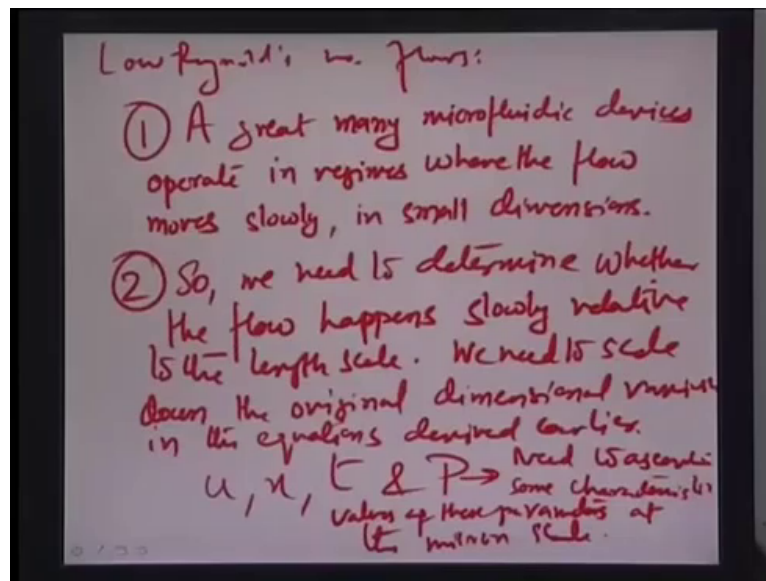 Low Reynold's no. flows:
① A great many microfluidic devices
operate in regimes where the flow
moves slowly, in small dimensions.
② So, we need to determine whether
the flow happens slowly relative
to the length scale. We need to scale
down the original dimensional
in the equations derived earlier.
u, x, t & P → Need to
some
values of these parameters at
the micron scale.